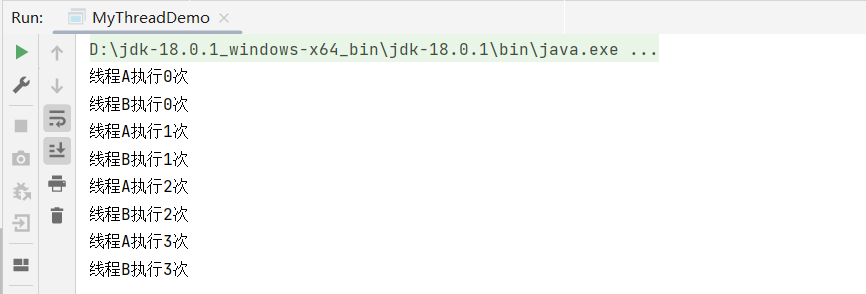 Run: MyThreadDemo
D:\jdk-18.0.1_windows-x64_bin\jdk-18.0.1\bin\java.exe ...
线程A执行0次
线程B执行0次
线程A执行1次
线程B执行1次
线程A执行2次
线程B执行2次
线程A执行3次
线程B执行3次